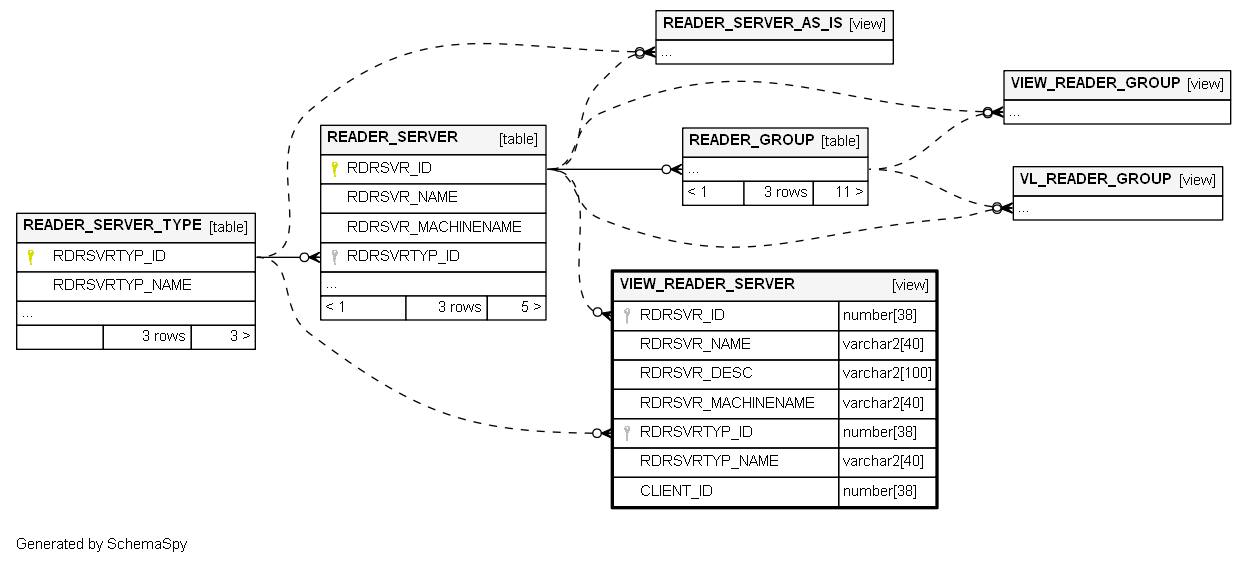 READER_SERVER_AS_IS [view]
...
VIEW_READER_GROUP [view]
...
READER_SERVER [table]
RDRSVR_ID
RDRSVR_NAME
RDRSVR_MACHINENAME
RDRSVRTYP_ID
...
< 1 3 rows 5 >
READER_GROUP [table]
...
< 1 3 rows 11 >
VL_READER_GROUP [view]
...
READER_SERVER_TYPE [table]
RDRSVRTYP_ID
RDRSVRTYP_NAME
...
3 rows 3 >
VIEW_READER_SERVER [view]
RDRSVR_ID number[38]
RDRSVR_NAME varchar2[40]
RDRSVR_DESC varchar2[100]
RDRSVR_MACHINENAME varchar2[40]
RDRSVRTYP_ID number[38]
RDRSVRTYP_NAME varchar2[40]
CLIENT_ID number[38]
Generated by SchemaSpy